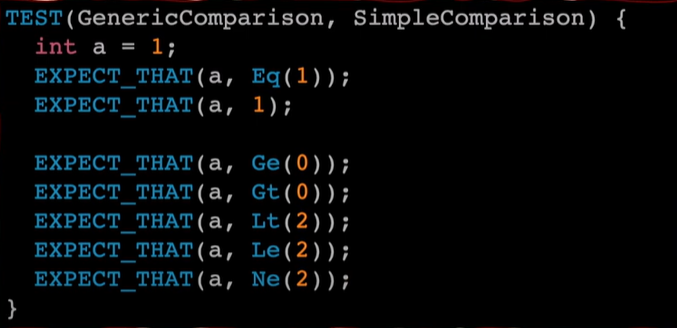 TEST(GenericComparison, SimpleComparison) {
  int a = 1;
  EXPECT_THAT(a, Eq(1));
  EXPECT_THAT(a, 1);

  EXPECT_THAT(a, Ge(0));
  EXPECT_THAT(a, Gt(0));
  EXPECT_THAT(a, Lt(2));
  EXPECT_THAT(a, Le(2));
  EXPECT_THAT(a, Ne(2));
}